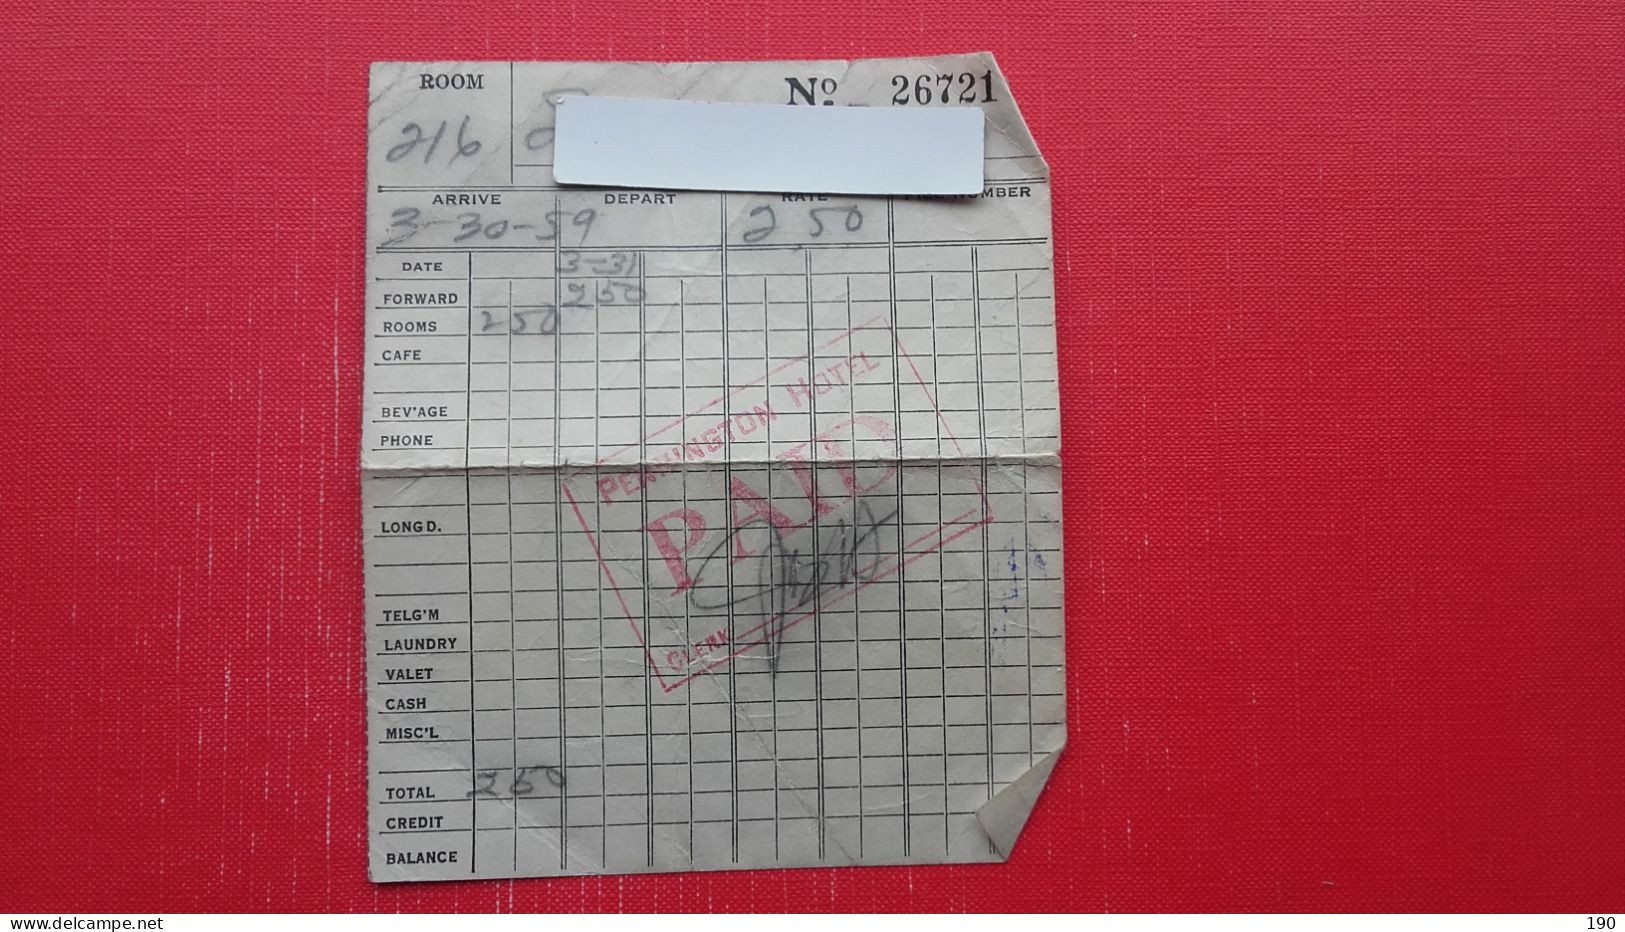 ROOM
Nº 26721
216
ARRIVE DEPART RATE
3-30-59 2.50
DATE 3-31
FORWARD 2 50
ROOMS 2 50
CAFE
BEV'AGE
PHONE
LONG D.
TELG'M
LAUNDRY
VALET
CASH
MISC'L
TOTAL 2 50
CREDIT
BALANCE
PENNINGTON HOTEL
PAID
CLERK
www.delcampe.net
190